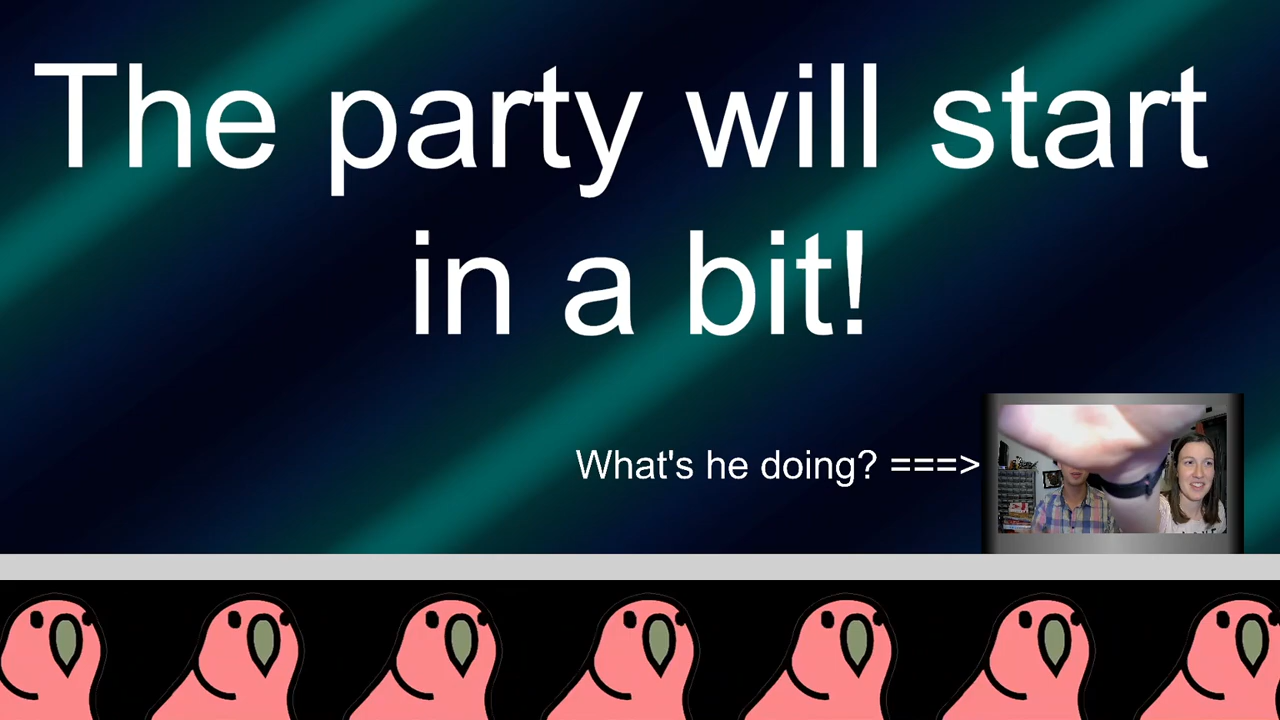 The party will start
in a bit!
What's he doing? ===>